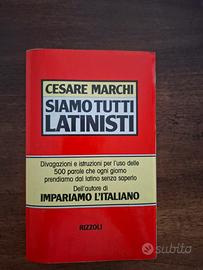 CESARE MARCHI
SIAMO TUTTI
LATINISTI
Divagazioni e istruzioni per l'uso delle
500 parole che ogni giorno
prendiamo dal latino senza saperlo
Dell'autore di
IMPARIAMO L'ITALIANO
RIZZOLI
subito